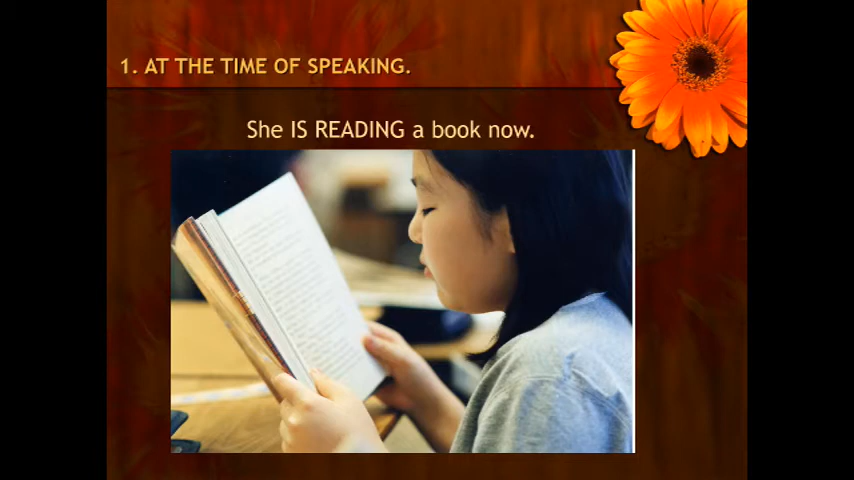 1. AT THE TIME OF SPEAKING.
She IS READING a book now.